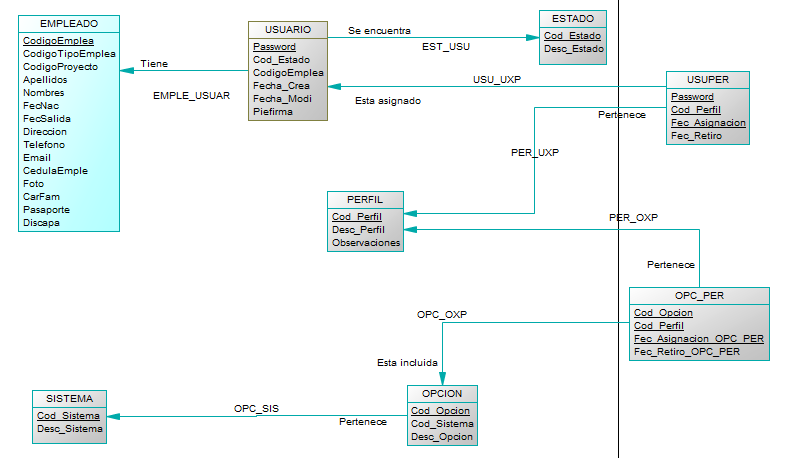 EMPLEADO
CodigoEmplea
CodigoTipoEmplea
CodigoProyecto
Apellidos
Nombres
FecNac
FecSalida
Direccion
Telefono
Email
CedulaEmple
Foto
CarFam
Pasaporte
Discapa
Tiene
EMPLE_USUAR
USUARIO
Password
Cod_Estado
CodigoEmplea
Fecha_Crea
Fecha_Modi
Piefirma
Se encuentra
EST_USU
ESTADO
Cod_Estado
Desc_Estado
USU_UXP
Esta asignado
USUPER
Password
Cod_Perfil
Fec_Asignacion
Fec_Retiro
Pertenece
PER_UXP
PERFIL
Cod_Perfil
Desc_Perfil
Observaciones
PER_OXP
Pertenece
OPC_PER
Cod_Opcion
Cod_Perfil
Fec_Asignacion_OPC_PER
Fec_Retiro_OPC_PER
OPC_OXP
Esta incluida
OPCION
Cod_Opcion
Cod_Sistema
Desc_Opcion
OPC_SIS
Pertenece
SISTEMA
Cod_Sistema
Desc_Sistema